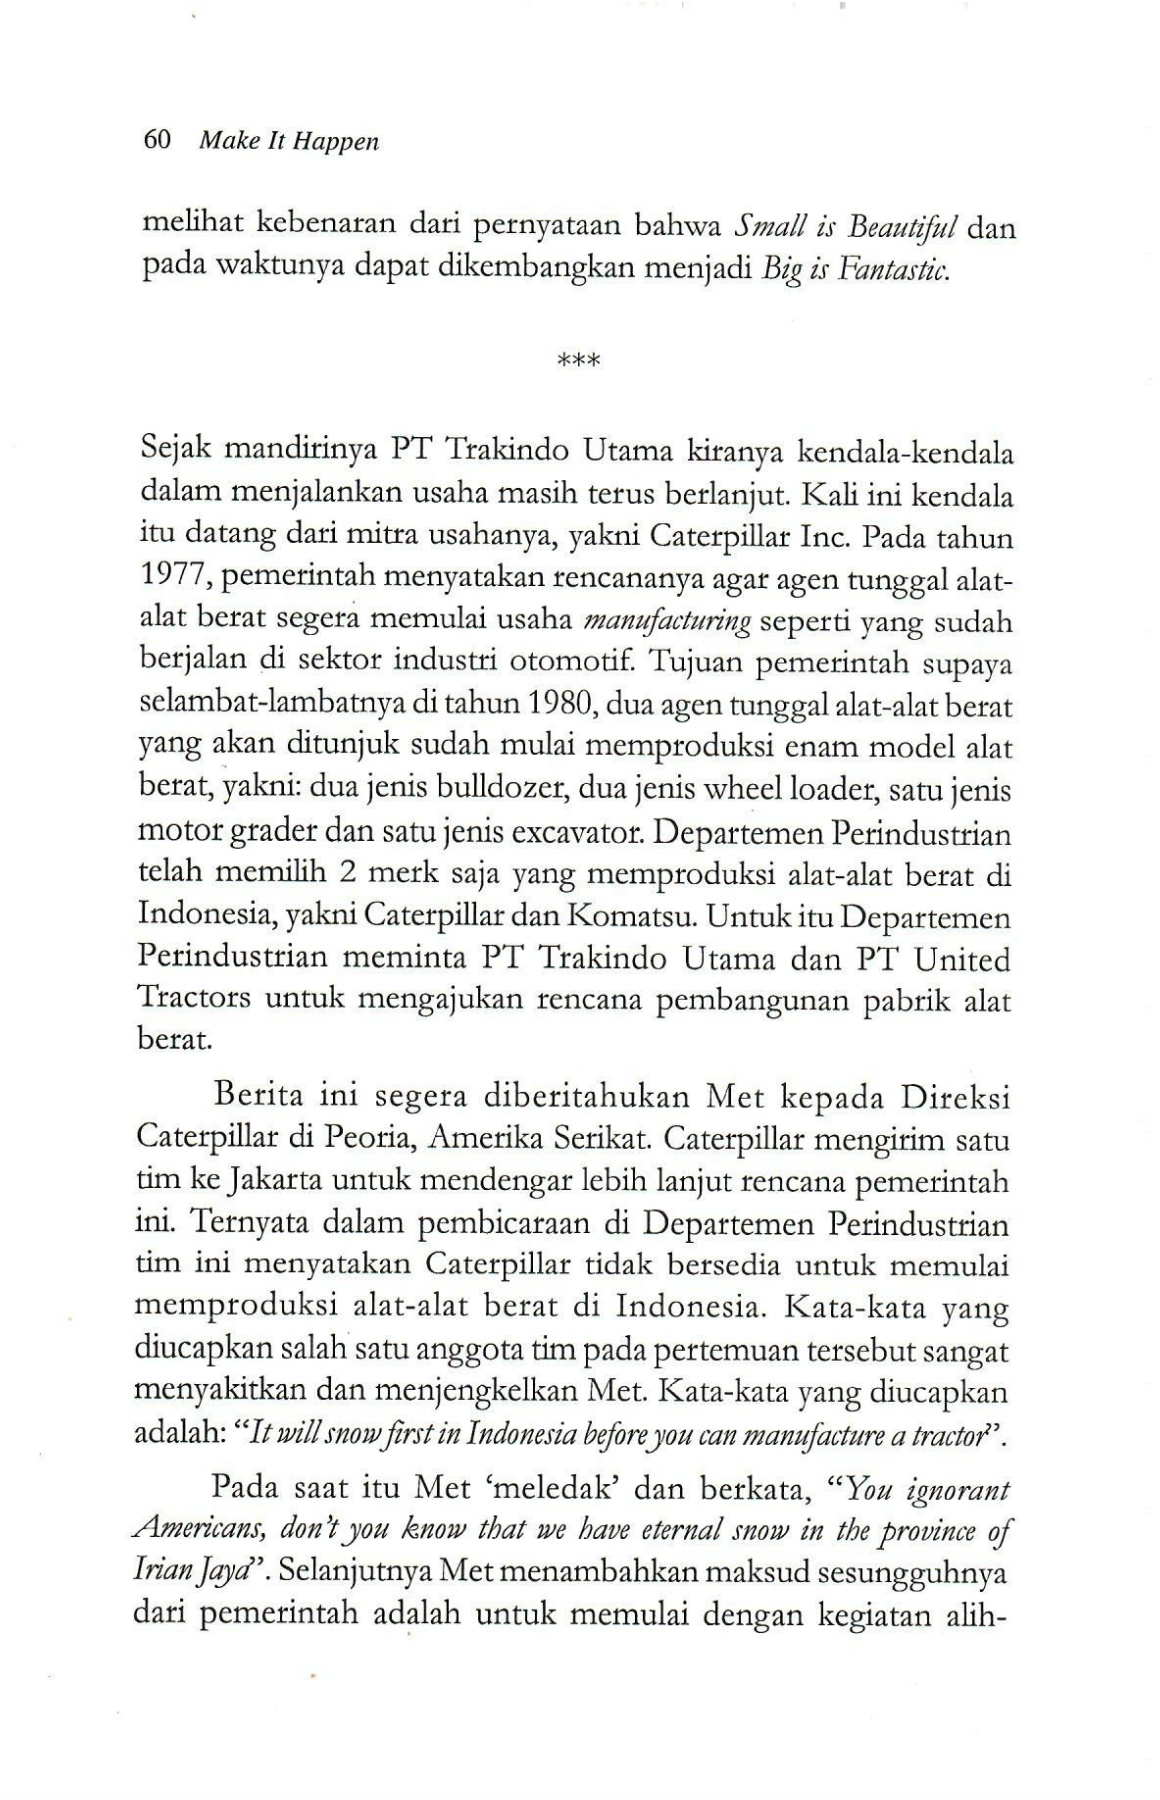 60 Make It Happen
melihat kebenaran dari pernyataan bahwa Small is Beautiful dan
pada waktunya dapat dikembangkan menjadi Big is Fantastic.
***
Sejak mandirinya PT Trakindo Utama kiranya kendala-kendala
dalam menjalankan usaha masih terus berlanjut. Kali ini kendala
itu datang dari mitra usahanya, yakni Caterpillar Inc. Pada tahun
1977, pemerintah menyatakan rencananya agar agen tunggal alat-
alat berat segera memulai usaha manufacturing seperti yang sudah
berjalan di sektor industri otomotif. Tujuan pemerintah supaya
selambat-lambatnya di tahun 1980, dua agen tunggal alat-alat berat
yang akan ditunjuk sudah mulai memproduksi enam model alat
berat, yakni: dua jenis bulldozer, dua jenis wheel loader, satu jenis
motor grader dan satu jenis excavator. Departemen Perindustrian
telah memilih 2 merk saja yang memproduksi alat-alat berat di
Indonesia, yakni Caterpillar dan Komatsu. Untuk itu Departemen
Perindustrian meminta PT Trakindo Utama dan PT United
Tractors untuk mengajukan rencana pembangunan pabrik alat
berat.
Berita ini segera diberitahukan Met kepada Direksi
Caterpillar di Peoria, Amerika Serikat. Caterpillar mengirim satu
tim ke Jakarta untuk mendengar lebih lanjut rencana pemerintah
ini. Ternyata dalam pembicaraan di Departemen Perindustrian
tim ini menyatakan Caterpillar tidak bersedia untuk memulai
memproduksi alat-alat berat di Indonesia. Kata-kata yang
diucapkan salah satu anggota tim pada pertemuan tersebut sangat
menyakitkan dan menjengkelkan Met. Kata-kata yang diucapkan
adalah: “It will snow first in Indonesia before you can manufacture a tractor”.
Pada saat itu Met ‘meledak’ dan berkata, “You ignorant
Americans, don’t you know that we have eternal snow in the province of
Irian Jaya”. Selanjutnya Met menambahkan maksud sesungguhnya
dari pemerintah adalah untuk memulai dengan kegiatan alih-